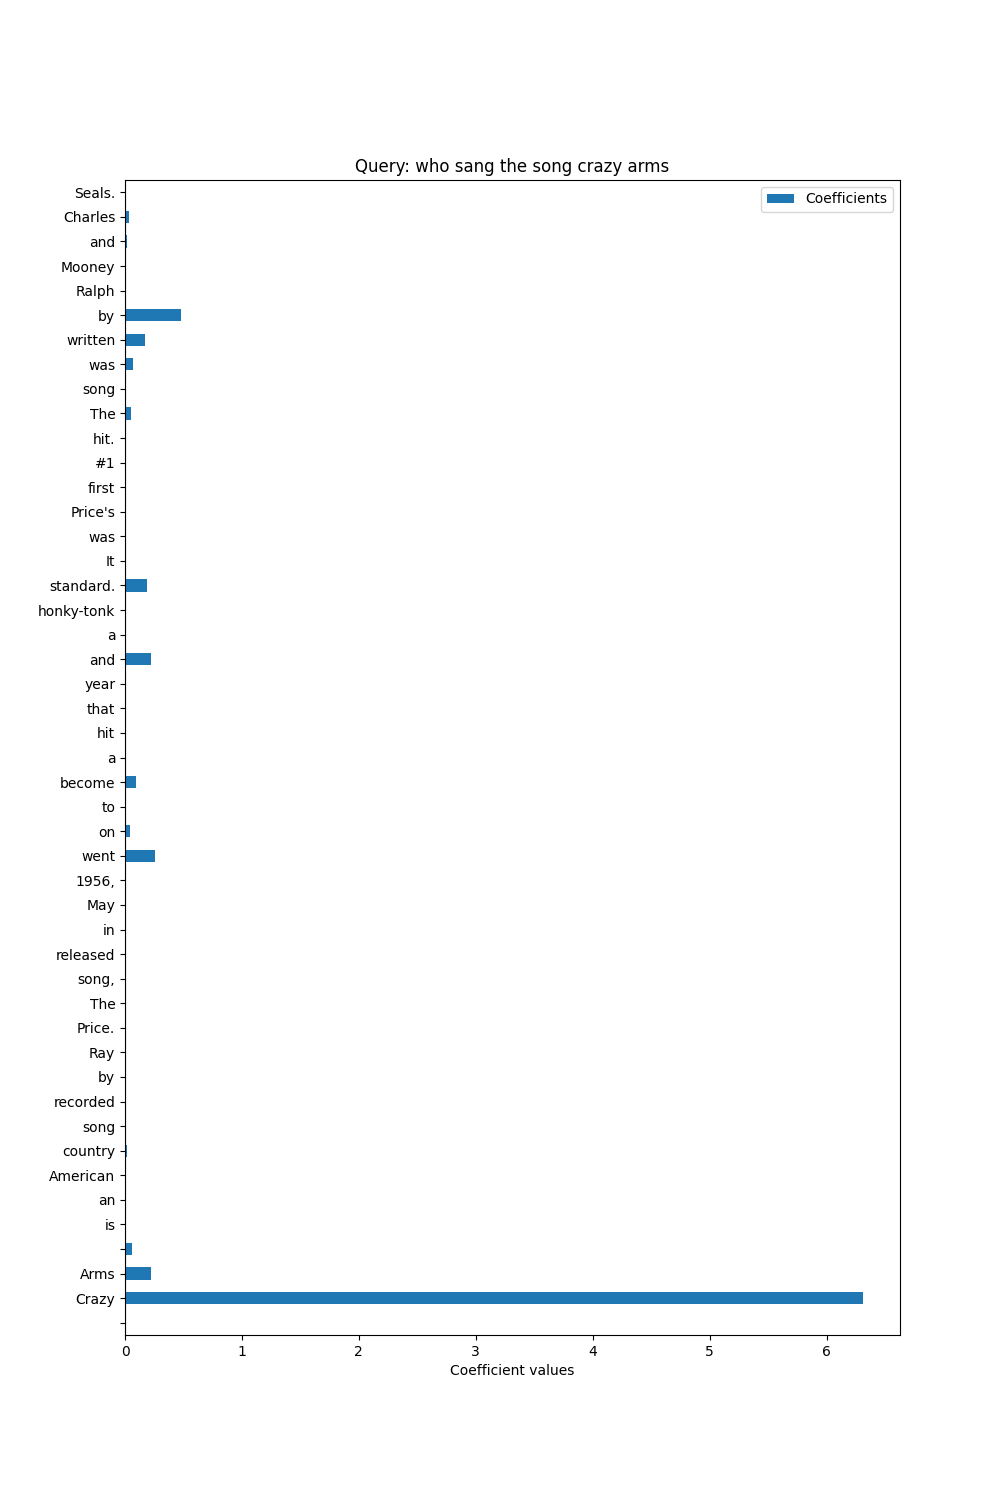 Query: who sang the song crazy arms
Coefficients
Seals.
Charles
and
Mooney
Ralph
by
written
was
song
The
hit.
#1
first
Price's
was
It
standard.
honky-tonk
a
and
year
that
hit
a
become
to
on
went
1956,
May
in
released
song,
The
Price.
Ray
by
recorded
song
country
American
an
is
Arms
Crazy
0 1 2 3 4 5 6
Coefficient values